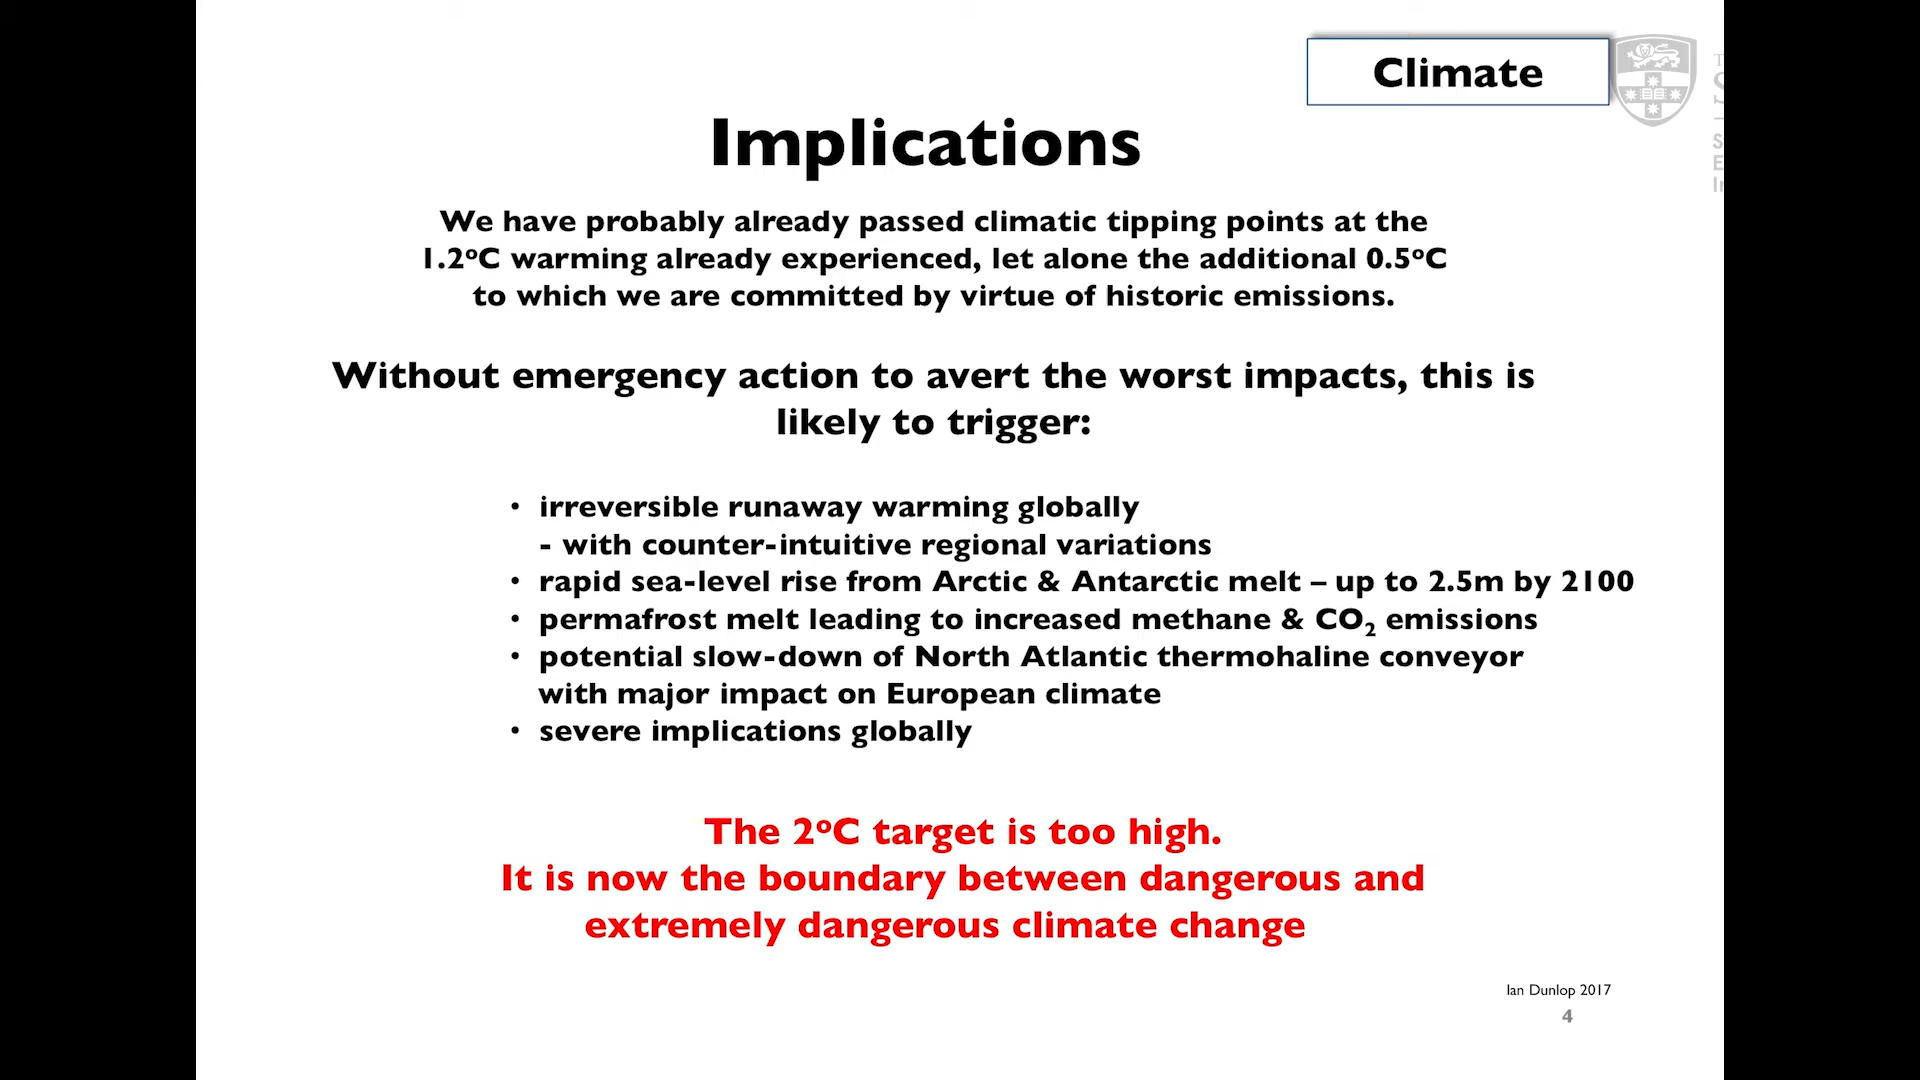 Climate
Implications
We have probably already passed climatic tipping points at the
1.2°C warming already experienced, let alone the additional 0.5°C
to which we are committed by virtue of historic emissions.
Without emergency action to avert the worst impacts, this is
likely to trigger:
• irreversible runaway warming globally
- with counter-intuitive regional variations
• rapid sea-level rise from Arctic & Antarctic melt – up to 2.5m by 2100
• permafrost melt leading to increased methane & CO₂ emissions
• potential slow-down of North Atlantic thermohaline conveyor
with major impact on European climate
• severe implications globally
The 2°C target is too high.
It is now the boundary between dangerous and
extremely dangerous climate change
Ian Dunlop 2017
4